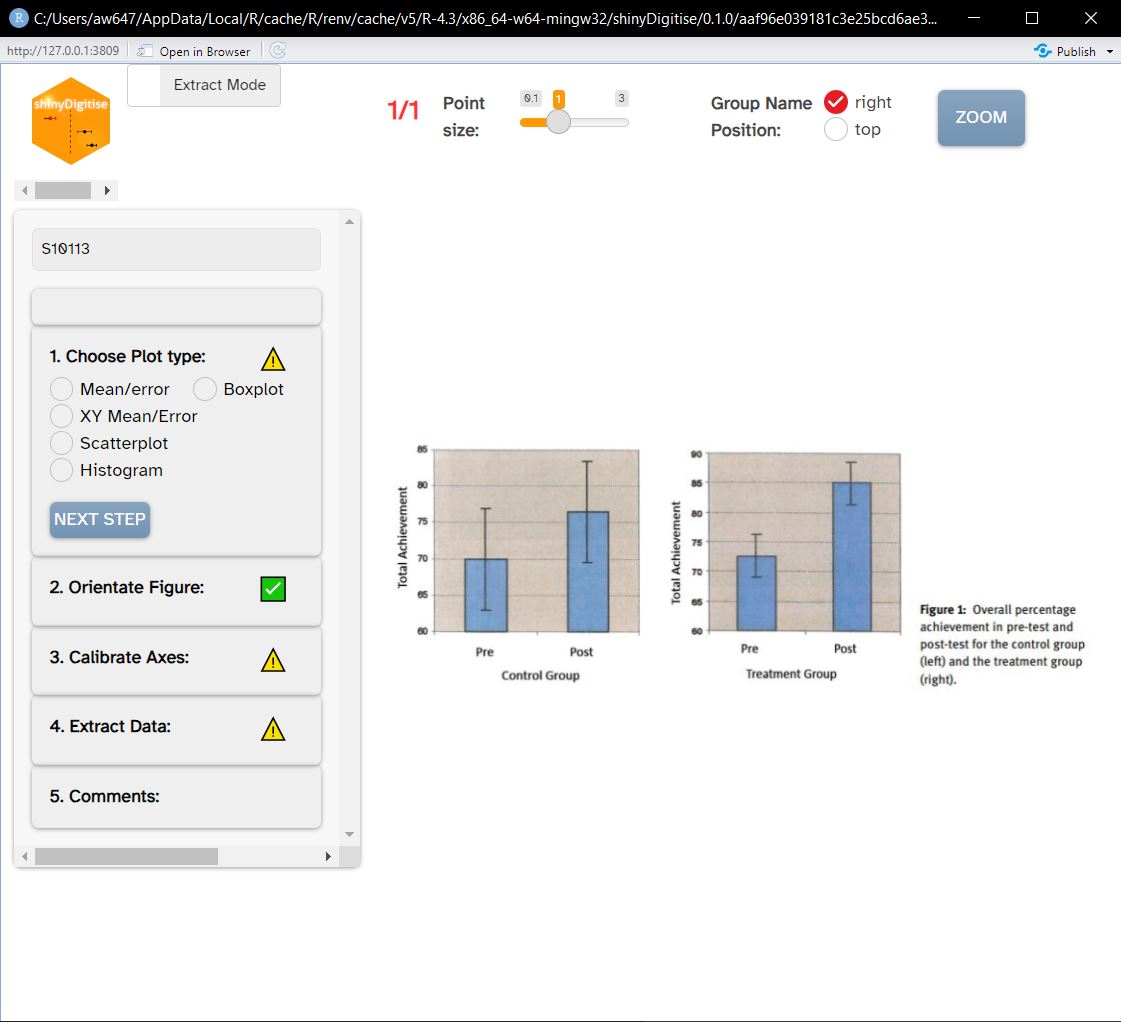 C:/Users/aw647/AppData/Local/R/cache/R/renv/cache/v5/R-4.3/x86_64-w64-mingw32/shinyDigitise/0.1.0/aaf96e039181c3e25bcd6ae3...
http://127.0.0.1:3809 Open in Browser Publish
shinyDigitise
Extract Mode
1/1
Point size:
0.1 1 3
Group Name Position:
right
top
ZOOM
S10113
1. Choose Plot type:
Mean/error Boxplot
XY Mean/Error
Scatterplot
Histogram
NEXT STEP
2. Orientate Figure:
3. Calibrate Axes:
4. Extract Data:
5. Comments:
Total Achievement
85
80
75
70
65
60
Pre Post
Control Group
Total Achievement
90
85
80
75
70
65
60
Pre Post
Treatment Group
Figure 1: Overall percentage
achievement in pre-test and
post-test for the control group
(left) and the treatment group
(right).